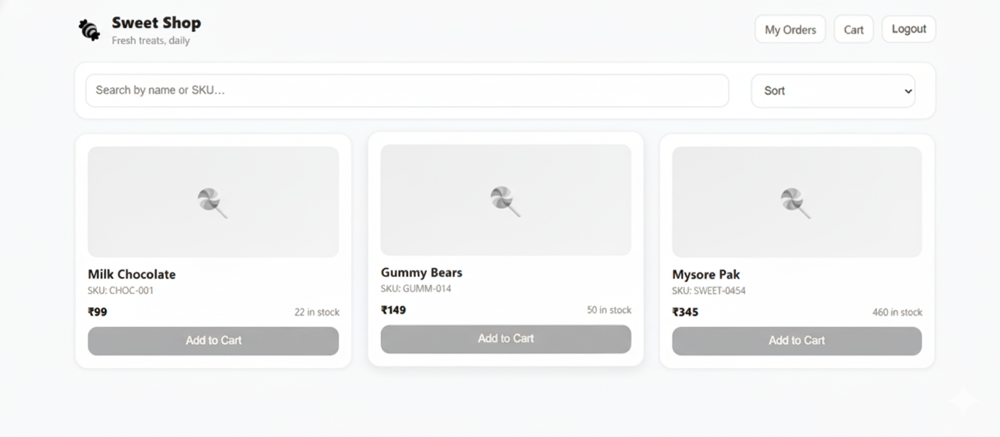 Sweet Shop
Fresh treats, daily
My Orders
Cart
Logout
Search by name or SKU...
Sort
Milk Chocolate
SKU: CHOC-001
₹99
22 in stock
Add to Cart
Gummy Bears
SKU: GUMM-014
₹149
50 in stock
Add to Cart
Mysore Pak
SKU: SWEET-0454
₹345
460 in stock
Add to Cart